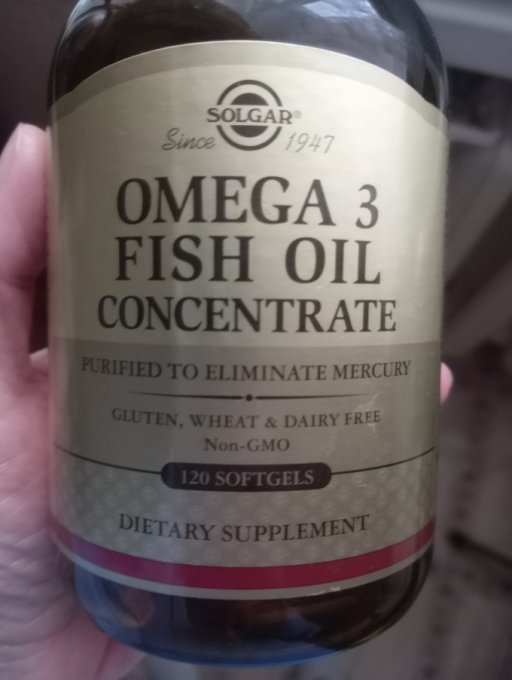 SOLGAR®
Since 1947
OMEGA 3
FISH OIL
CONCENTRATE
PURIFIED TO ELIMINATE MERCURY
GLUTEN, WHEAT & DAIRY FREE
Non-GMO
120 SOFTGELS
DIETARY SUPPLEMENT